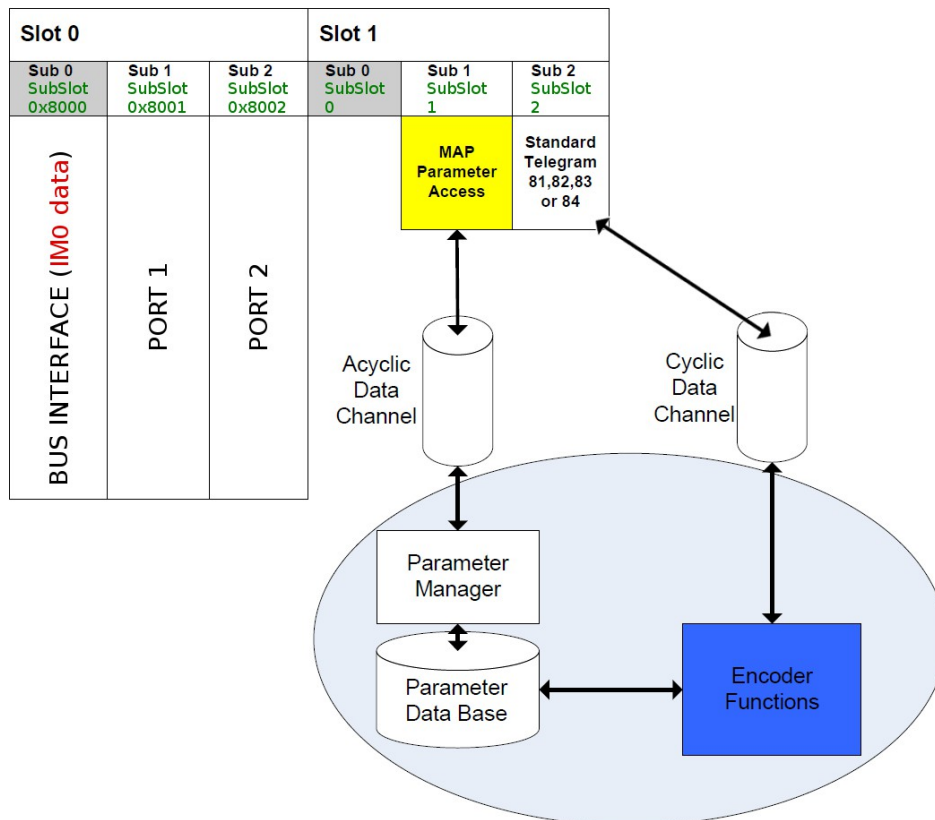 Slot 0
Slot 1
Sub 0
SubSlot
0x8000
Sub 1
SubSlot
0x8001
Sub 2
SubSlot
0x8002
Sub 0
SubSlot
0
Sub 1
SubSlot
1
Sub 2
SubSlot
2
BUS INTERFACE (IM0 data)
PORT 1
PORT 2
MAP
Parameter
Access
Standard
Telegram
81,82,83
or 84
Acyclic
Data
Channel
Cyclic
Data
Channel
Parameter
Manager
Parameter
Data Base
Encoder
Functions